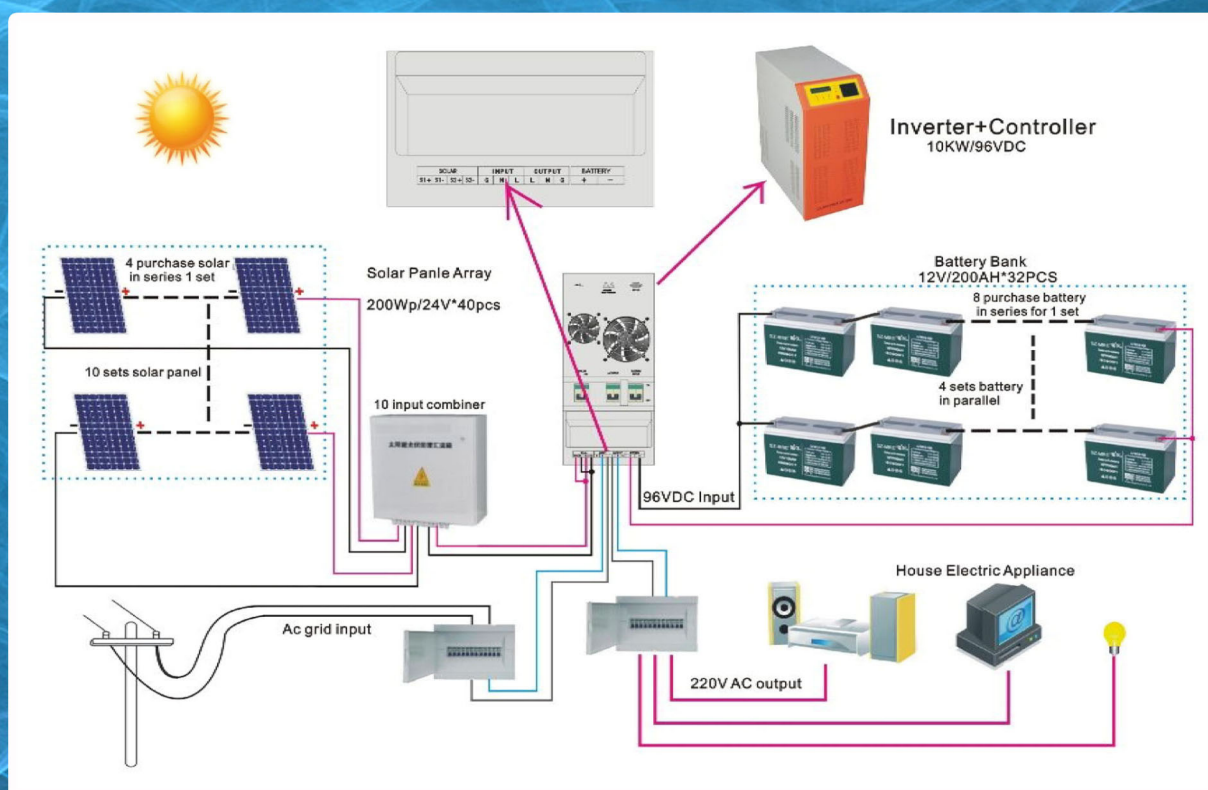 SOLAR INPUT OUTPUT BATTERY
S1+ S1- S2+ S2- G N L L N G + -
Inverter+Controller
10KW/96VDC
4 purchase solar
in series 1 set
- + - +
Solar Panle Array
200Wp/24V*40pcs
10 sets solar panel
- + - +
10 input combiner
Battery Bank
12V/200AH*32PCS
8 purchase battery
in series for 1 set
4 sets battery
in parallel
96VDC Input
Ac grid input
House Electric Appliance
@
220V AC output